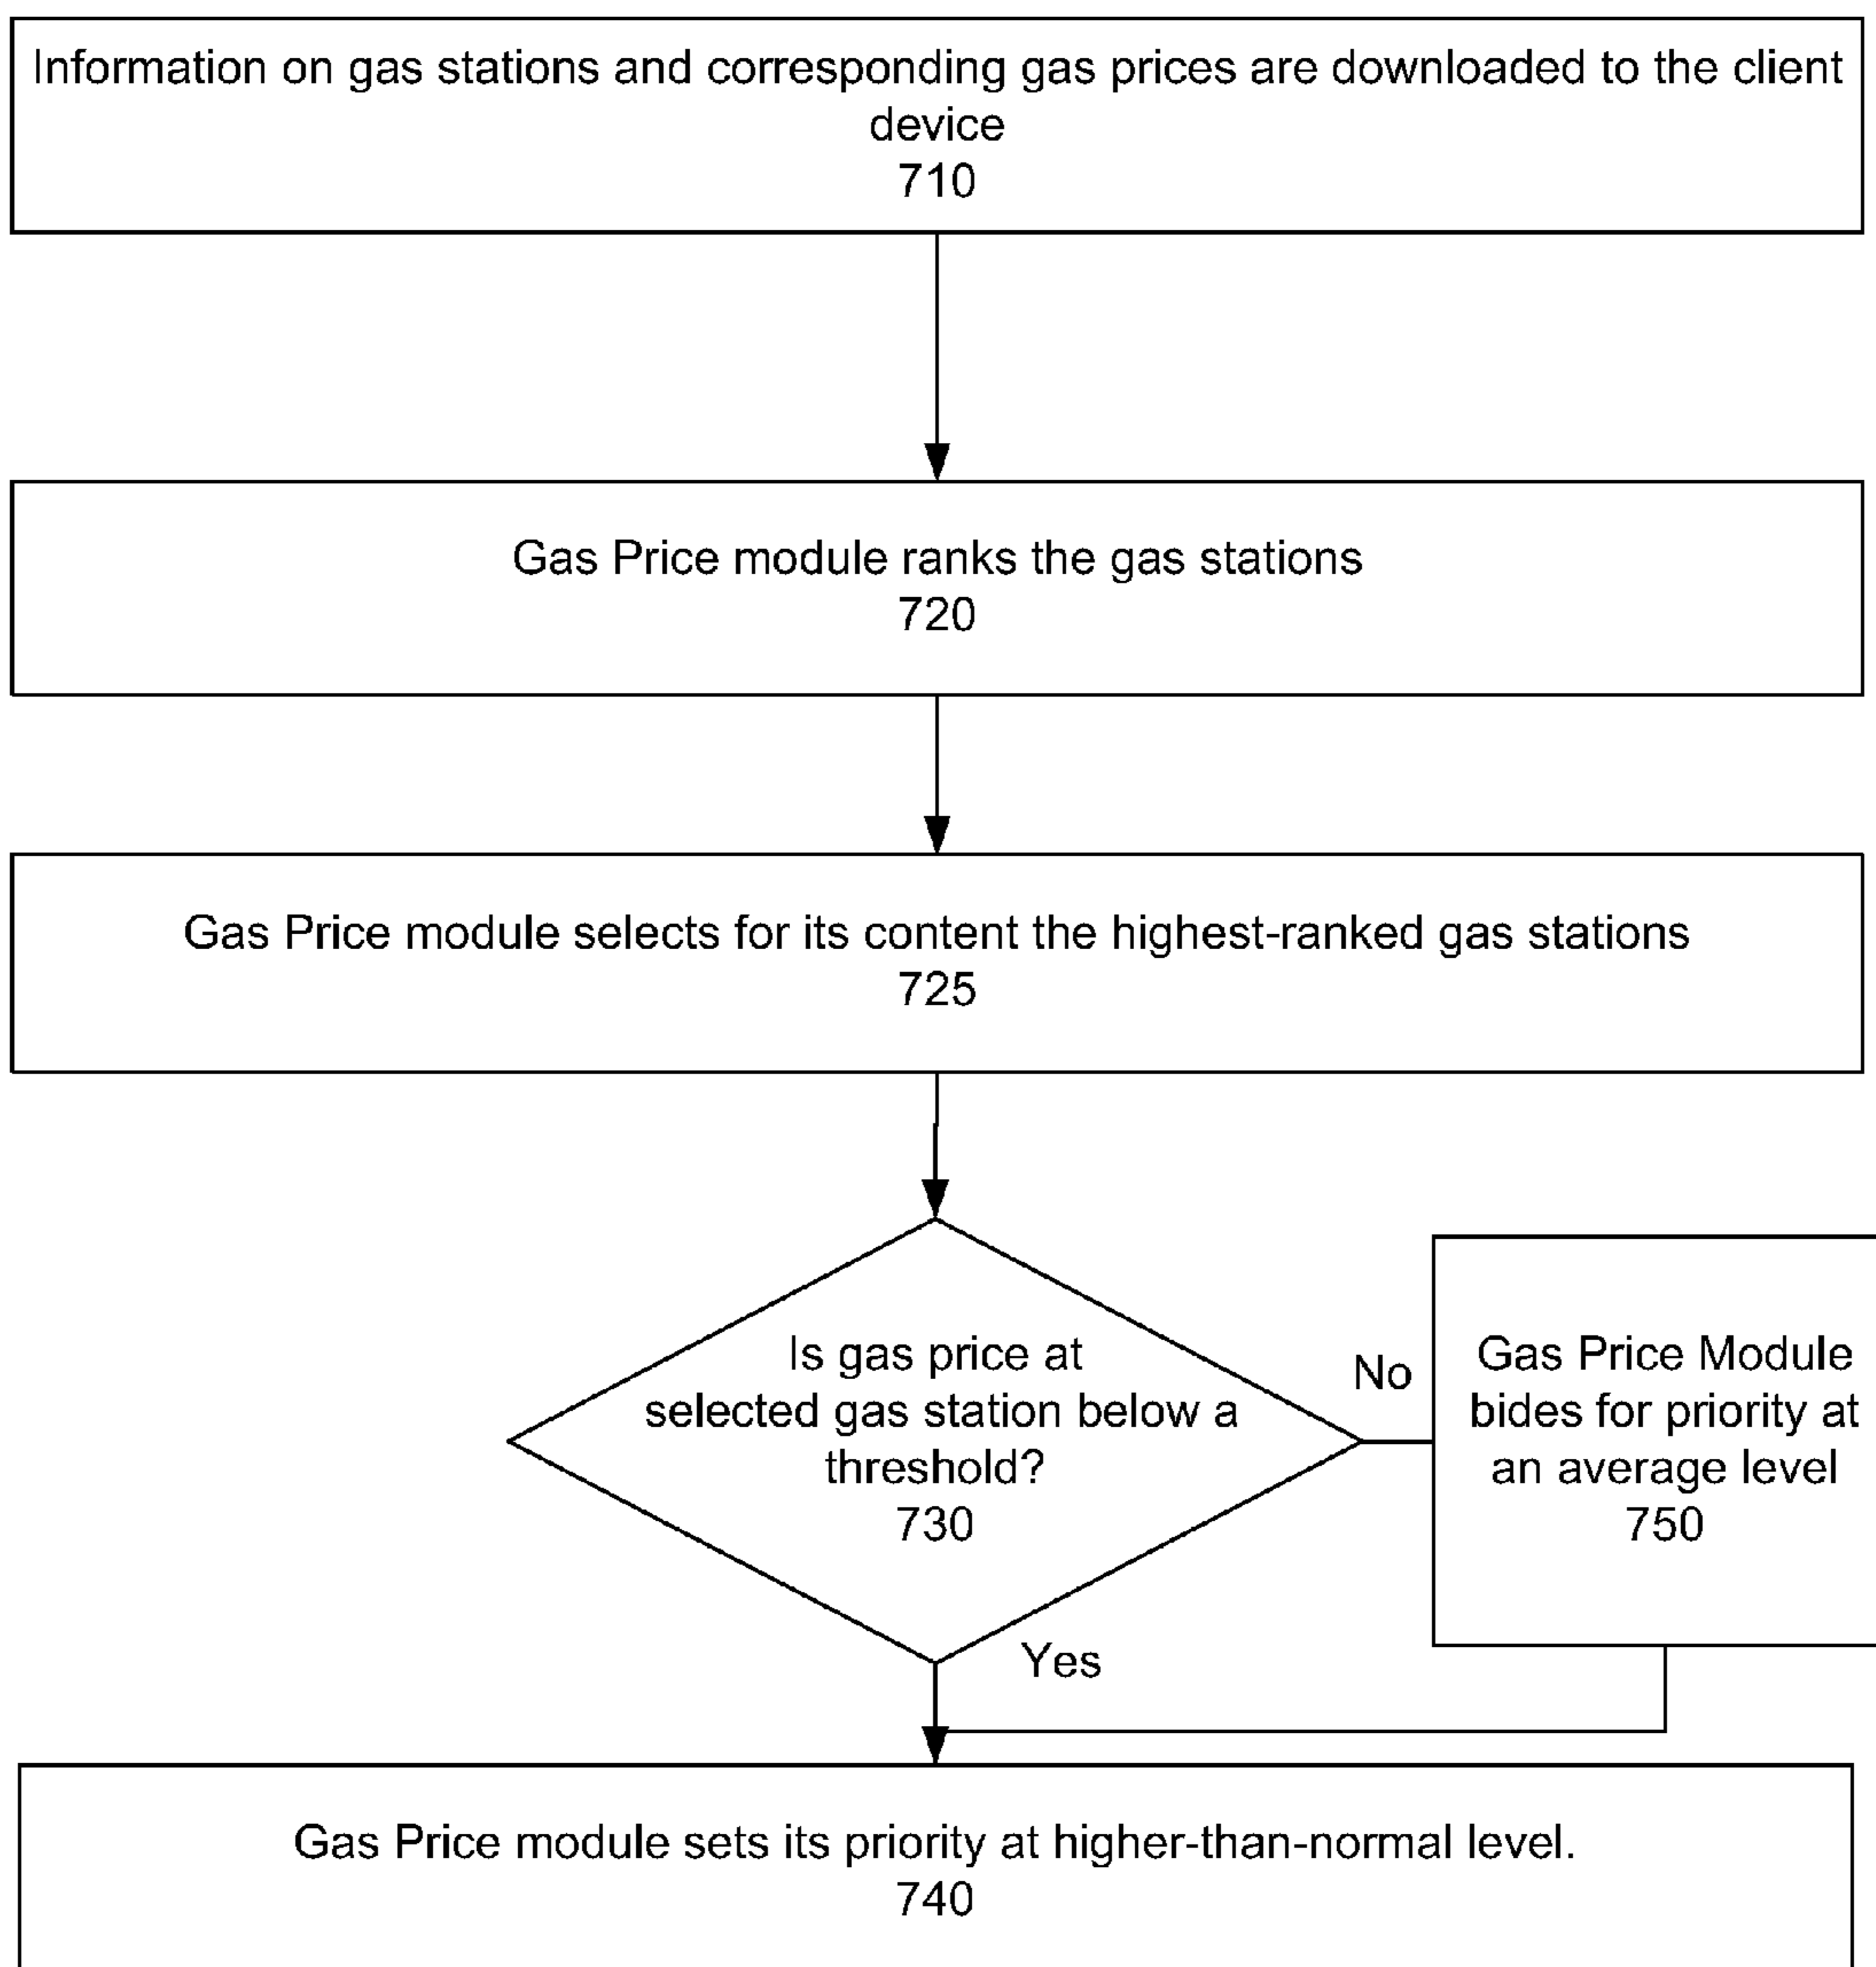 Information on gas stations and corresponding gas prices are downloaded to the client
device
710
Gas Price module ranks the gas stations
720
Gas Price module selects for its content the highest-ranked gas stations
725
Is gas price at
selected gas station below a
threshold?
730
No
Gas Price Module
bides for priority at
an average level
750
Yes
Gas Price module sets its priority at higher-than-normal level.
740